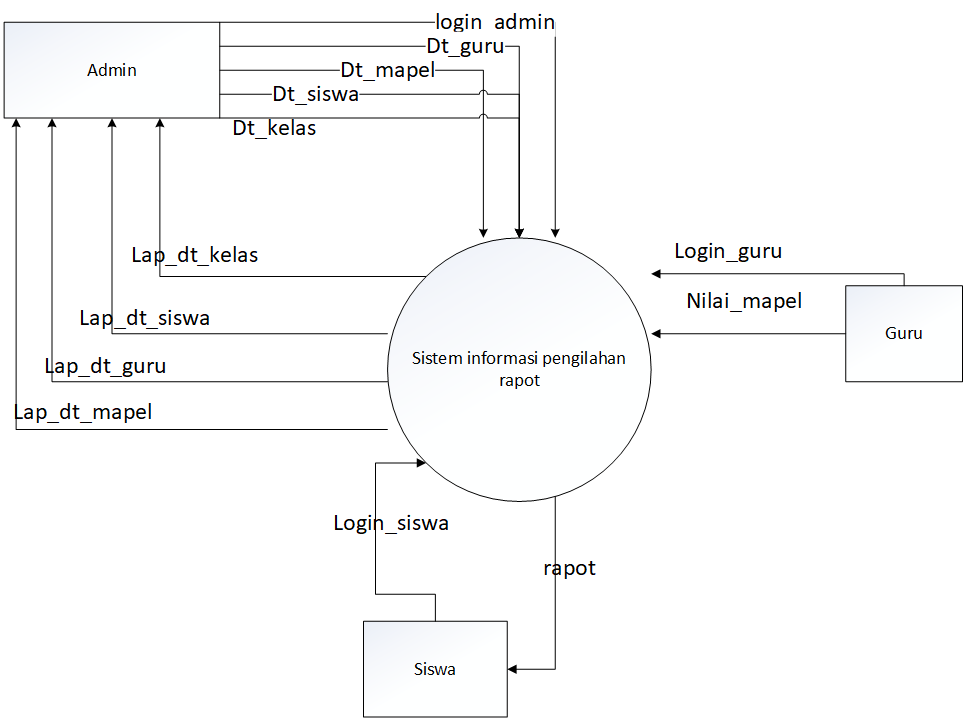 login_admin
Admin
Dt_guru
Dt_mapel
Dt_siswa
Dt_kelas
Lap_dt_kelas
Login_guru
Nilai_mapel
Lap_dt_siswa
Guru
Sistem informasi pengilahan
rapot
Lap_dt_guru
Lap_dt_mapel
Login_siswa
rapot
Siswa